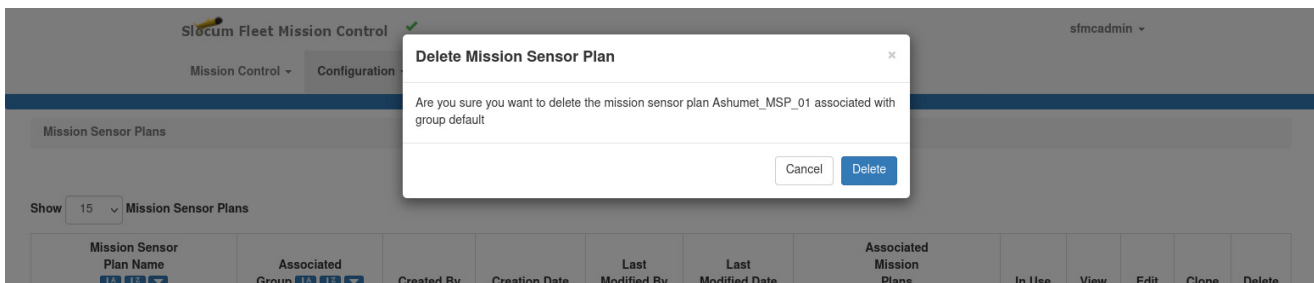 Slocum Fleet Mission Control
sfmcadmin
Mission Control
Configuration
Delete Mission Sensor Plan
×
Are you sure you want to delete the mission sensor plan Ashumet_MSP_01 associated with
group default
Cancel
Delete
Mission Sensor Plans
Show 15 Mission Sensor Plans
Mission Sensor
Plan Name
Associated
Group
Created By
Creation Date
Last
Modified By
Last
Modified Date
Associated
Mission
Plans
In Use
View
Edit
Clone
Delete